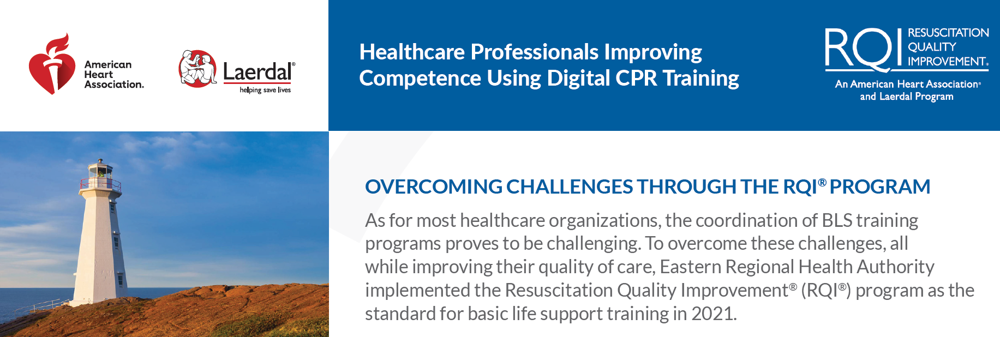 American
Heart
Association.
Laerdal®
helping save lives
Healthcare Professionals Improving
Competence Using Digital CPR Training
RQI
RESUSCITATION
QUALITY
IMPROVEMENT®
An American Heart Association®
and Laerdal Program
OVERCOMING CHALLENGES THROUGH THE RQI® PROGRAM
As for most healthcare organizations, the coordination of BLS training
programs proves to be challenging. To overcome these challenges, all
while improving their quality of care, Eastern Regional Health Authority
implemented the Resuscitation Quality Improvement® (RQI®) program as the
standard for basic life support training in 2021.